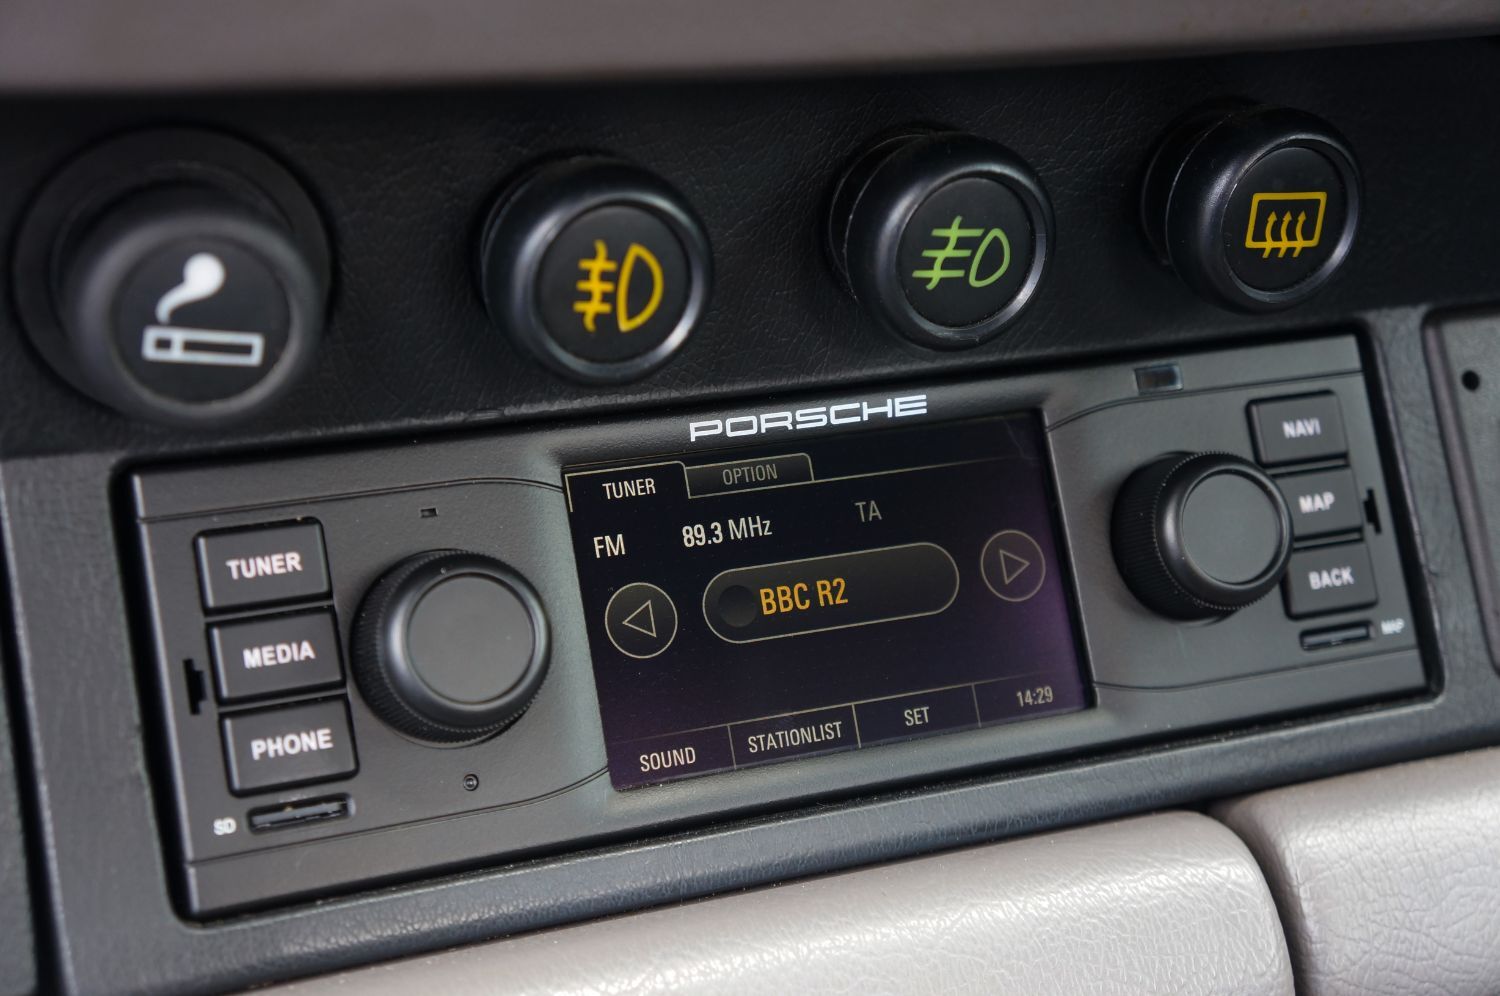 PORSCHE
TUNER
MEDIA
PHONE
SD
TUNER OPTION
FM 89.3 MHz TA
BBC R2
SOUND STATIONLIST SET 14:29
NAVI
MAP
BACK
MAP